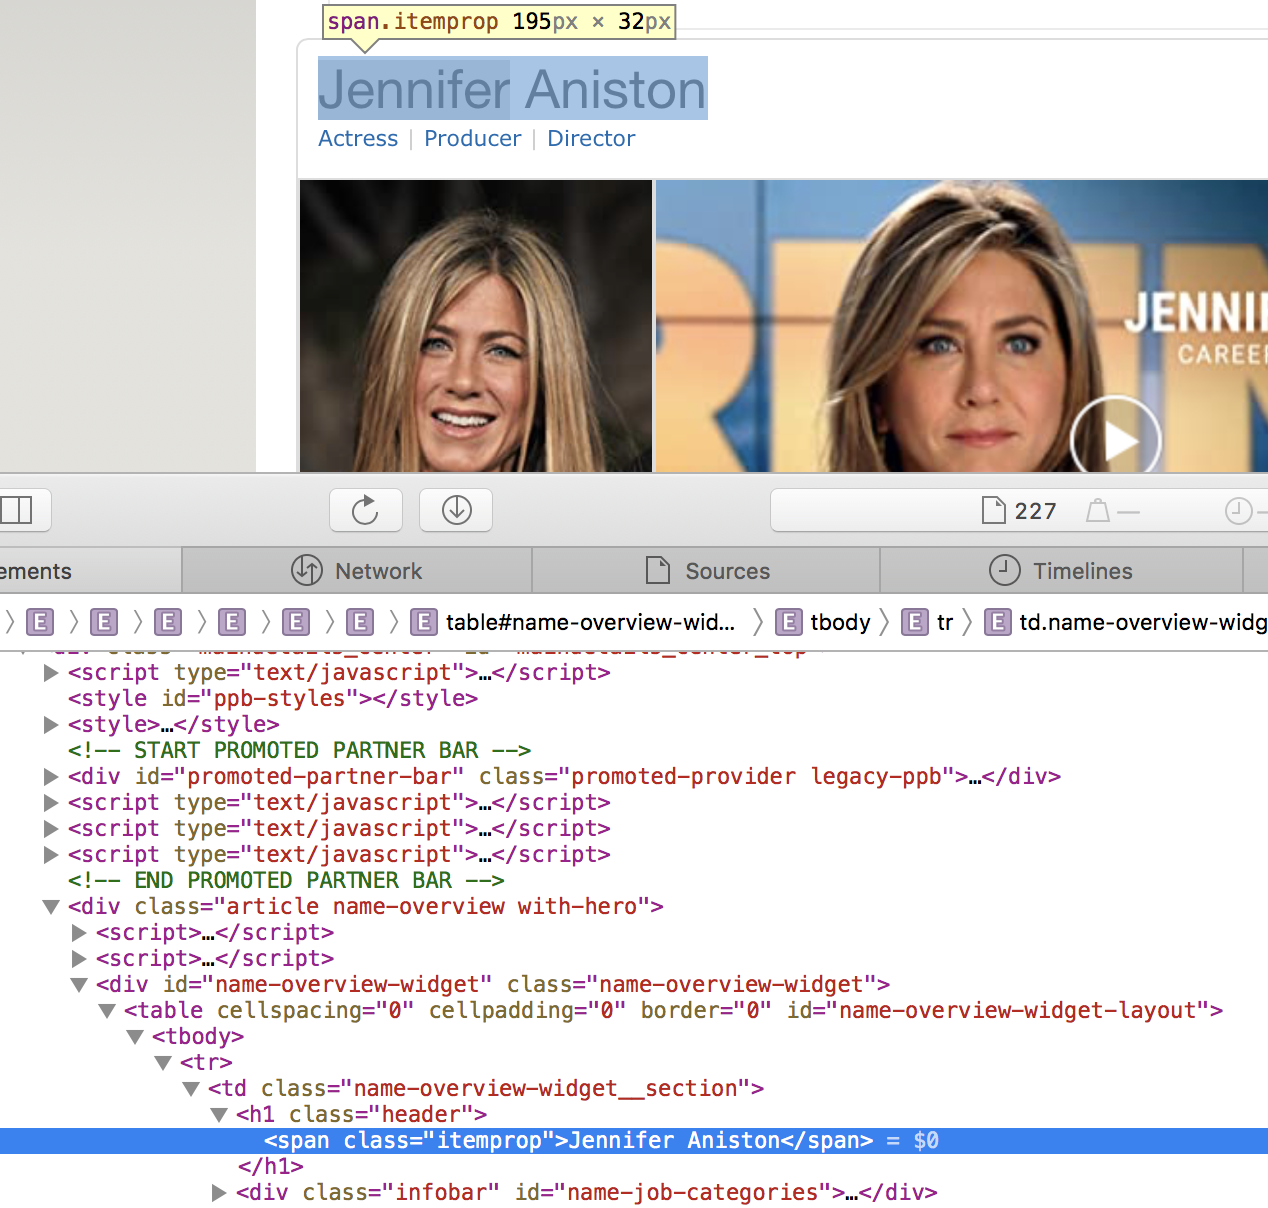 span.itemprop 195px × 32px
Jennifer Aniston
Actress | Producer | Director
JENNIF
CAREER
227
ements
Network
Sources
Timelines
E E E E E E E table#name-overview-wid... E tbody E tr E td.name-overview-widg
<script type="text/javascript">…</script>
<style id="ppb-styles"></style>
<style>…</style>
<!-- START PROMOTED PARTNER BAR -->
<div id="promoted-partner-bar" class="promoted-provider legacy-ppb">…</div>
<script type="text/javascript">…</script>
<script type="text/javascript">…</script>
<script type="text/javascript">…</script>
<!-- END PROMOTED PARTNER BAR -->
<div class="article name-overview with-hero">
<script>…</script>
<script>…</script>
<div id="name-overview-widget" class="name-overview-widget">
<table cellspacing="0" cellpadding="0" border="0" id="name-overview-widget-layout">
<tbody>
<tr>
<td class="name-overview-widget__section">
<h1 class="header">
<span class="itemprop">Jennifer Aniston</span> = $0
</h1>
<div class="infobar" id="name-job-categories">…</div>